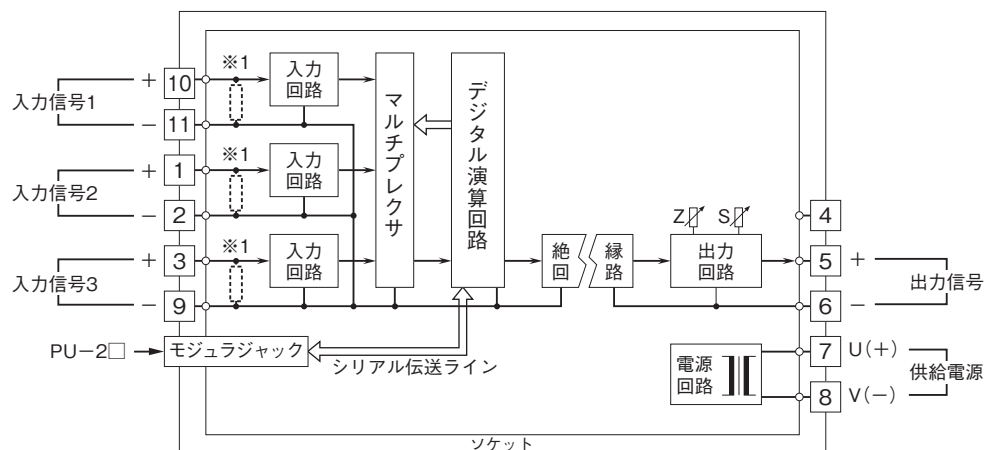 入力信号1
+
10
−
11
※1
入力
回路
入力信号2
+
1
−
2
※1
入力
回路
入力信号3
+
3
−
9
※1
入力
回路
マルチプレクサ
デジタル演算回路
絶
回
縁
路
Z
S
出力
回路
4
5
+
6
−
出力信号
7
U(+)
8
V(−)
供給電源
電源
回路
PU−2□
モジュラジャック
シリアル伝送ライン
ソケット